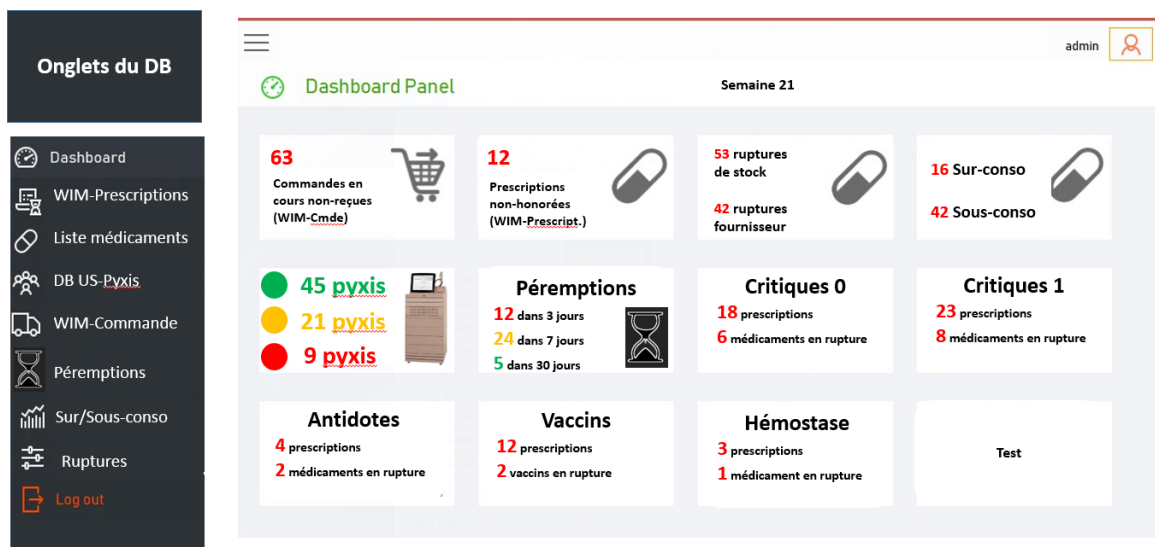 Onglets du DB
Dashboard
WIM-Prescriptions
Liste médicaments
DB US-Pyxis
WIM-Commande
Péremptions
Sur/Sous-conso
Ruptures
Log out
admin
Dashboard Panel
Semaine 21
63
Commandes en
cours non-reçues
(WIM-Cmde)
12
Prescriptions
non-honorées
(WIM-Prescript.)
53 ruptures
de stock
42 ruptures
fournisseur
16 Sur-conso
42 Sous-conso
45 pyxis
21 pyxis
9 pyxis
Péremptions
12 dans 3 jours
24 dans 7 jours
5 dans 30 jours
Critiques 0
18 prescriptions
6 médicaments en rupture
Critiques 1
23 prescriptions
8 médicaments en rupture
Antidotes
4 prescriptions
2 médicaments en rupture
Vaccins
12 prescriptions
2 vaccins en rupture
Hémostase
3 prescriptions
1 médicament en rupture
Test